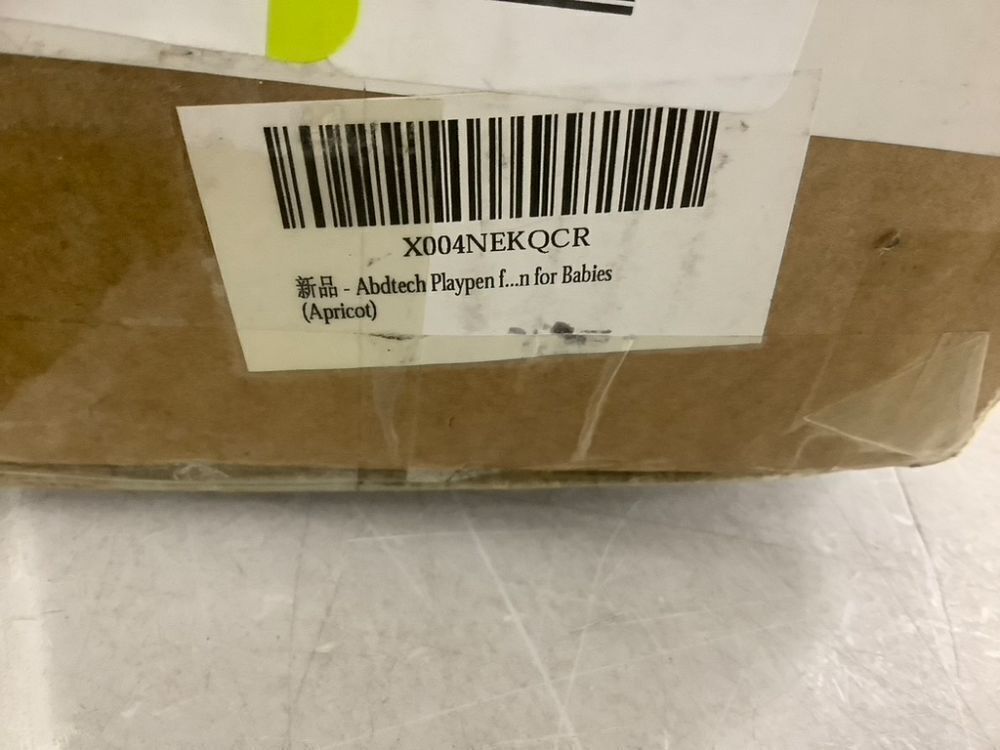 X004NEKQCR
新品 - Abdtech Playpen f...n for Babies
(Apricot)